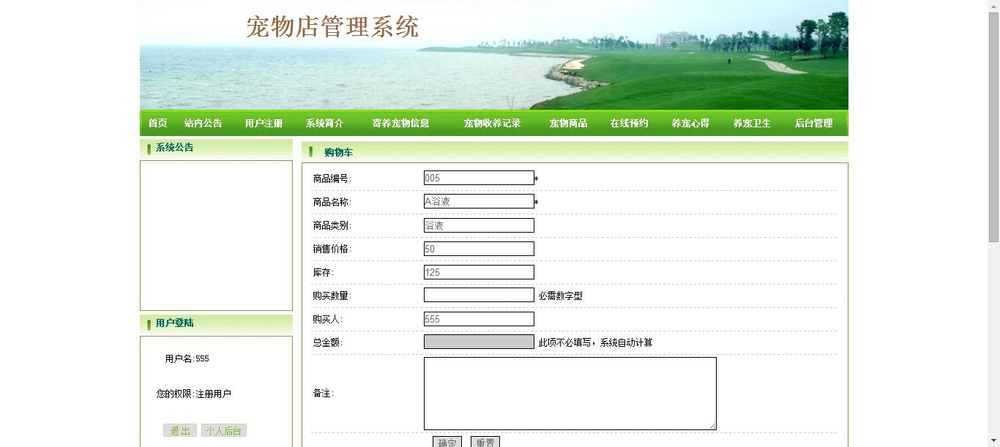 宠物店管理系统
首页 站内公告 用户注册 系统简介 寄养宠物信息 宠物收养记录 宠物商品 在线预约 养宠心得 养宠卫生 后台管理
系统公告
用户登陆
用户名:555
您的权限:注册用户
退出 个人后台
购物车
商品编号: 005 *
商品名称: A浴液 *
商品类别: 浴液
销售价格: 50
库存: 125
购买数量: 必需数字型
购买人: 555
总金额: 此项不必填写，系统自动计算
备注:
确定 重置